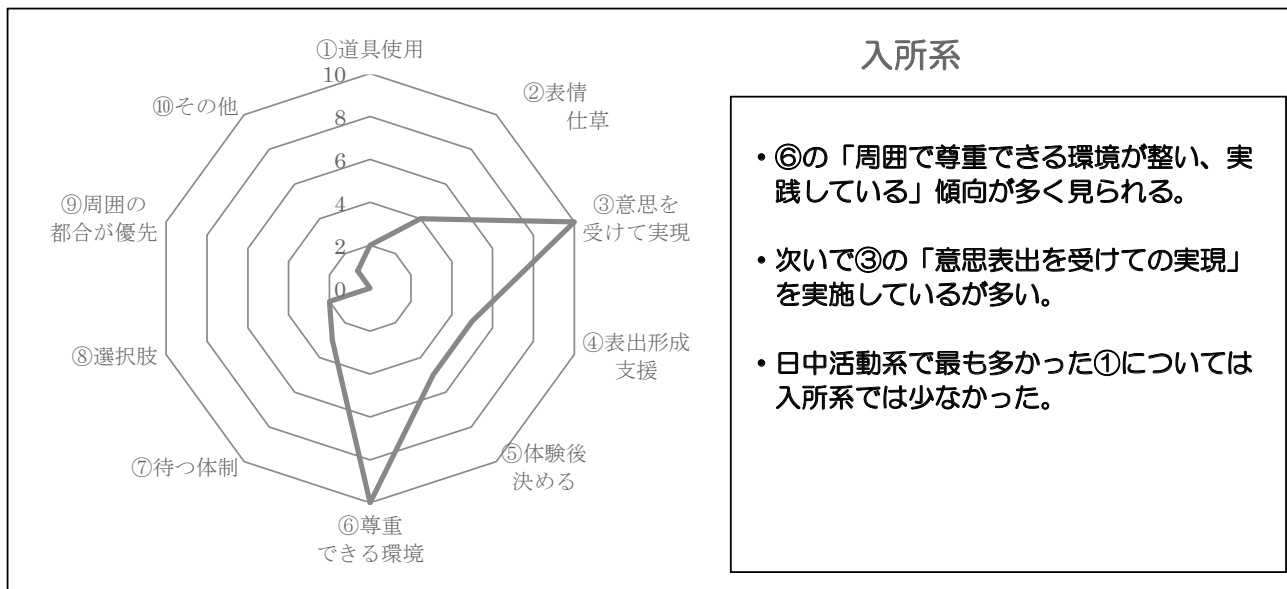 入所系
①道具使用
②表情
仕草
③意思を
受けて実現
④表出形成
支援
⑤体験後
決める
⑥尊重
できる環境
⑦待つ体制
⑧選択肢
⑨周囲の
都合が優先
⑩その他
10
8
6
4
2
0
・⑥の「周囲で尊重できる環境が整い、実
践している」傾向が多く見られる。
・次いで③の「意思表出を受けての実現」
を実施しているが多い。
・日中活動系で最も多かった①については
入所系では少なかった。